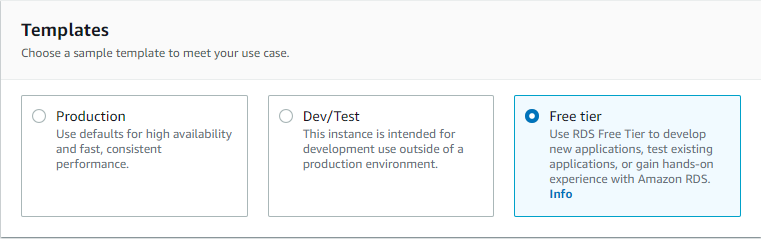 Templates
Choose a sample template to meet your use case.
Production
Use defaults for high availability
and fast, consistent
performance.
Dev/Test
This instance is intended for
development use outside of a
production environment.
Free tier
Use RDS Free Tier to develop
new applications, test existing
applications, or gain hands-on
experience with Amazon RDS.
Info